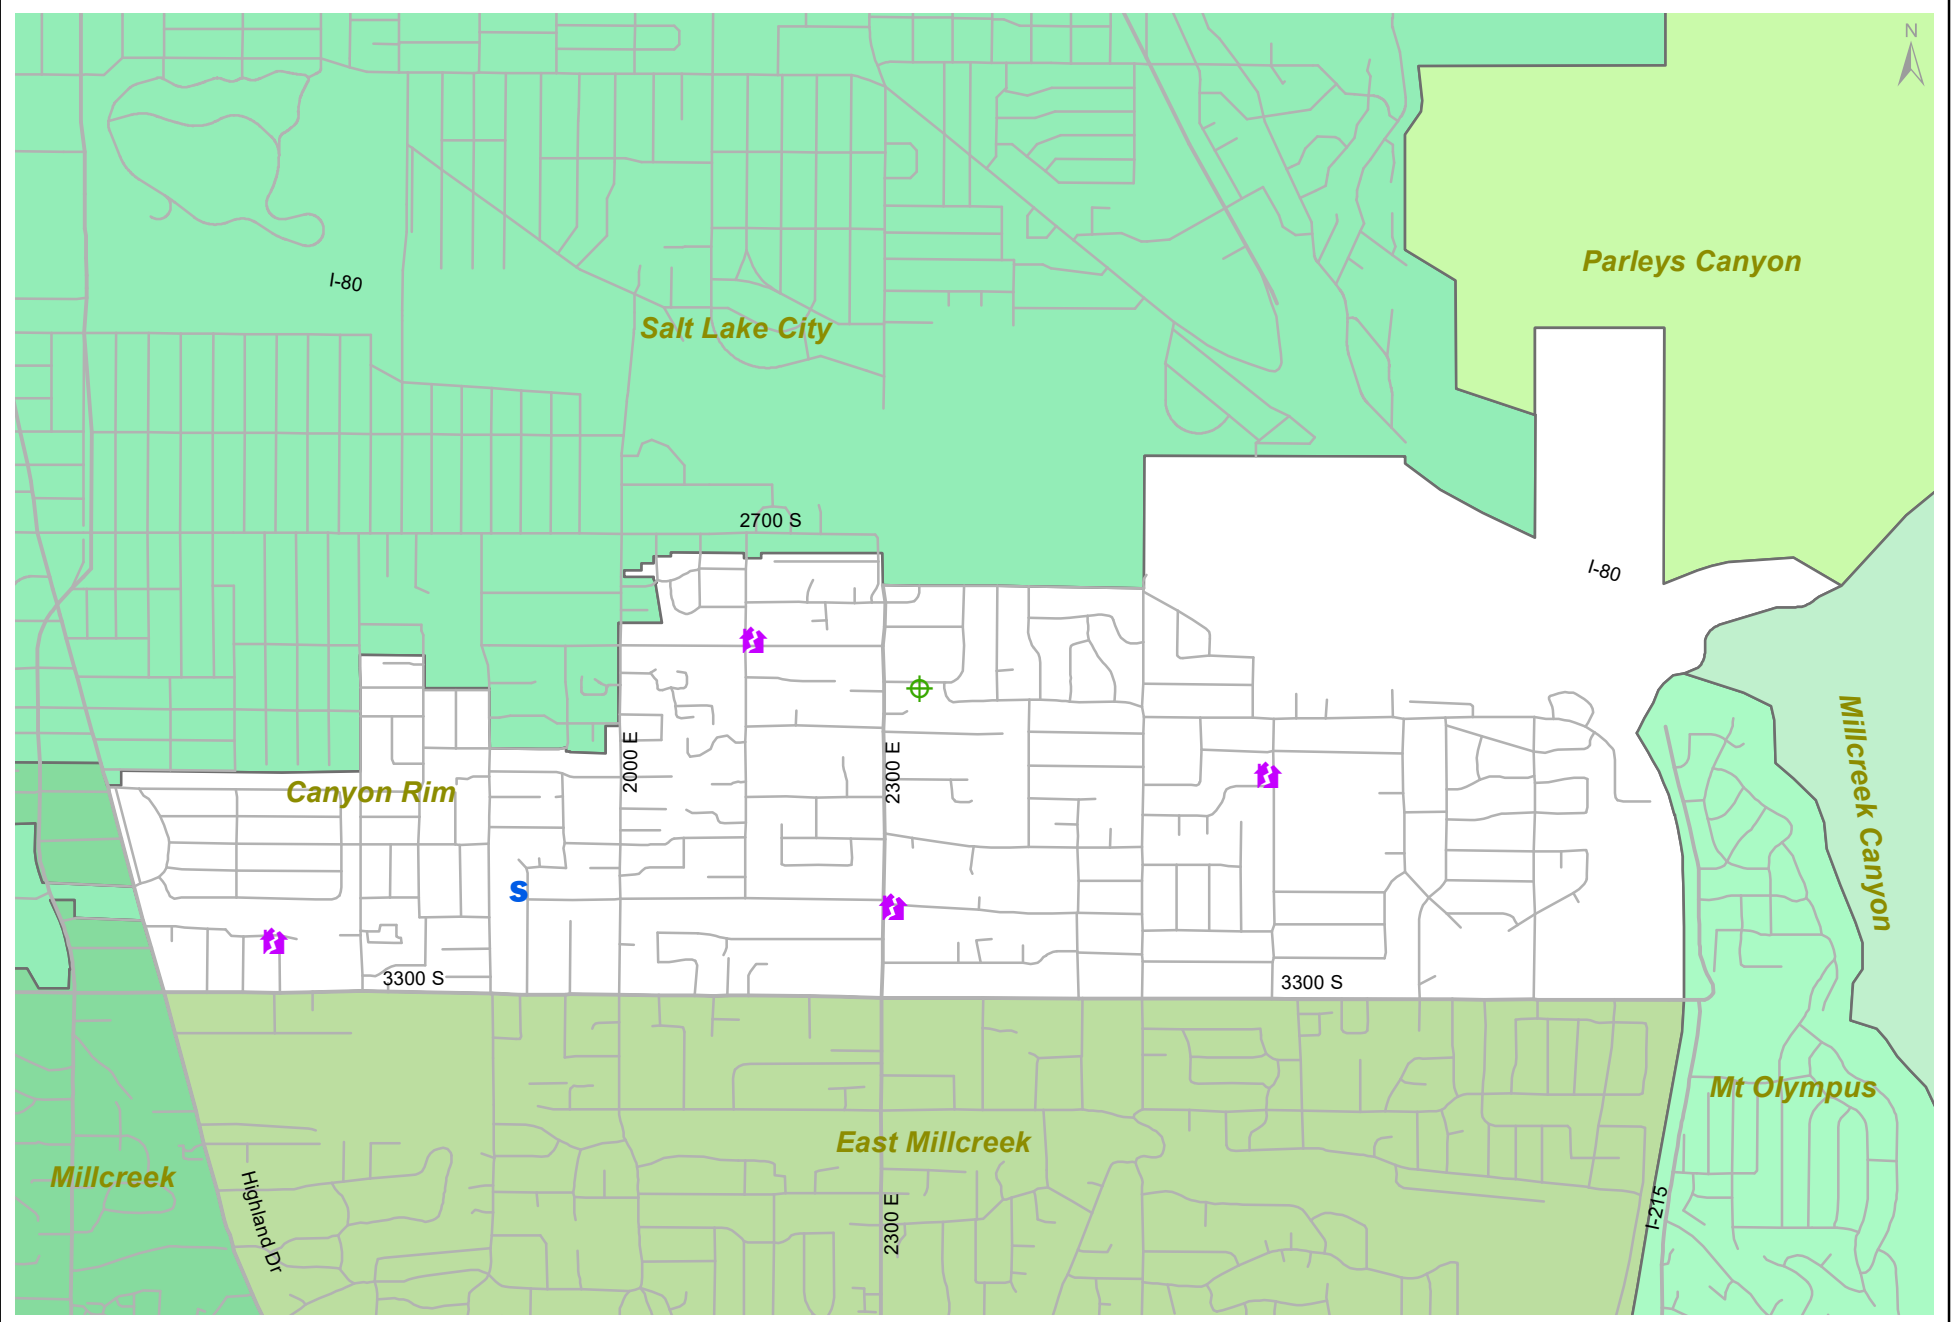 N
Parleys Canyon
I-80
Salt Lake City
2700 S
I-80
2000 E
2300 E
Canyon Rim
Millcreek Canyon
S
3300 S
3300 S
Mt Olympus
East Millcreek
Millcreek
Highland Dr
2300 E
I-215